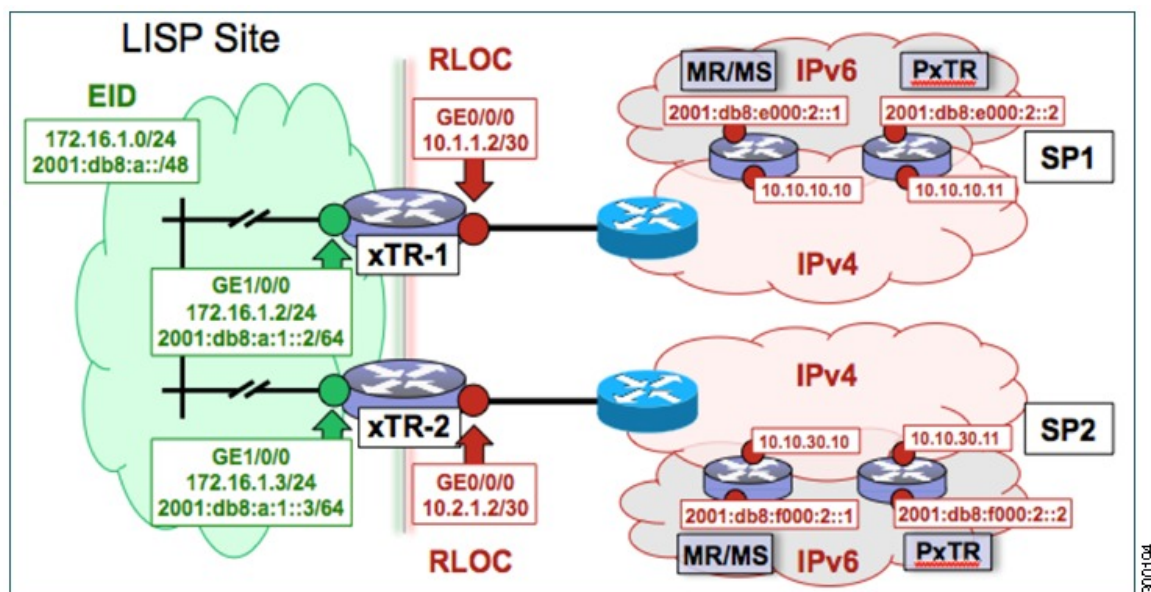 LISP Site
EID
172.16.1.0/24
2001:db8:a::/48
RLOC
GE0/0/0
10.1.1.2/30
xTR-1
GE1/0/0
172.16.1.2/24
2001:db8:a:1::2/64
xTR-2
GE1/0/0
172.16.1.3/24
2001:db8:a:1::3/64
GE0/0/0
10.2.1.2/30
RLOC
MR/MS
IPv6
PxTR
2001:db8:e000:2::1
2001:db8:e000:2::2
SP1
10.10.10.10
10.10.10.11
IPv4
IPv4
SP2
10.10.30.10
10.10.30.11
2001:db8:f000:2::1
2001:db8:f000:2::2
MR/MS
IPv6
PxTR